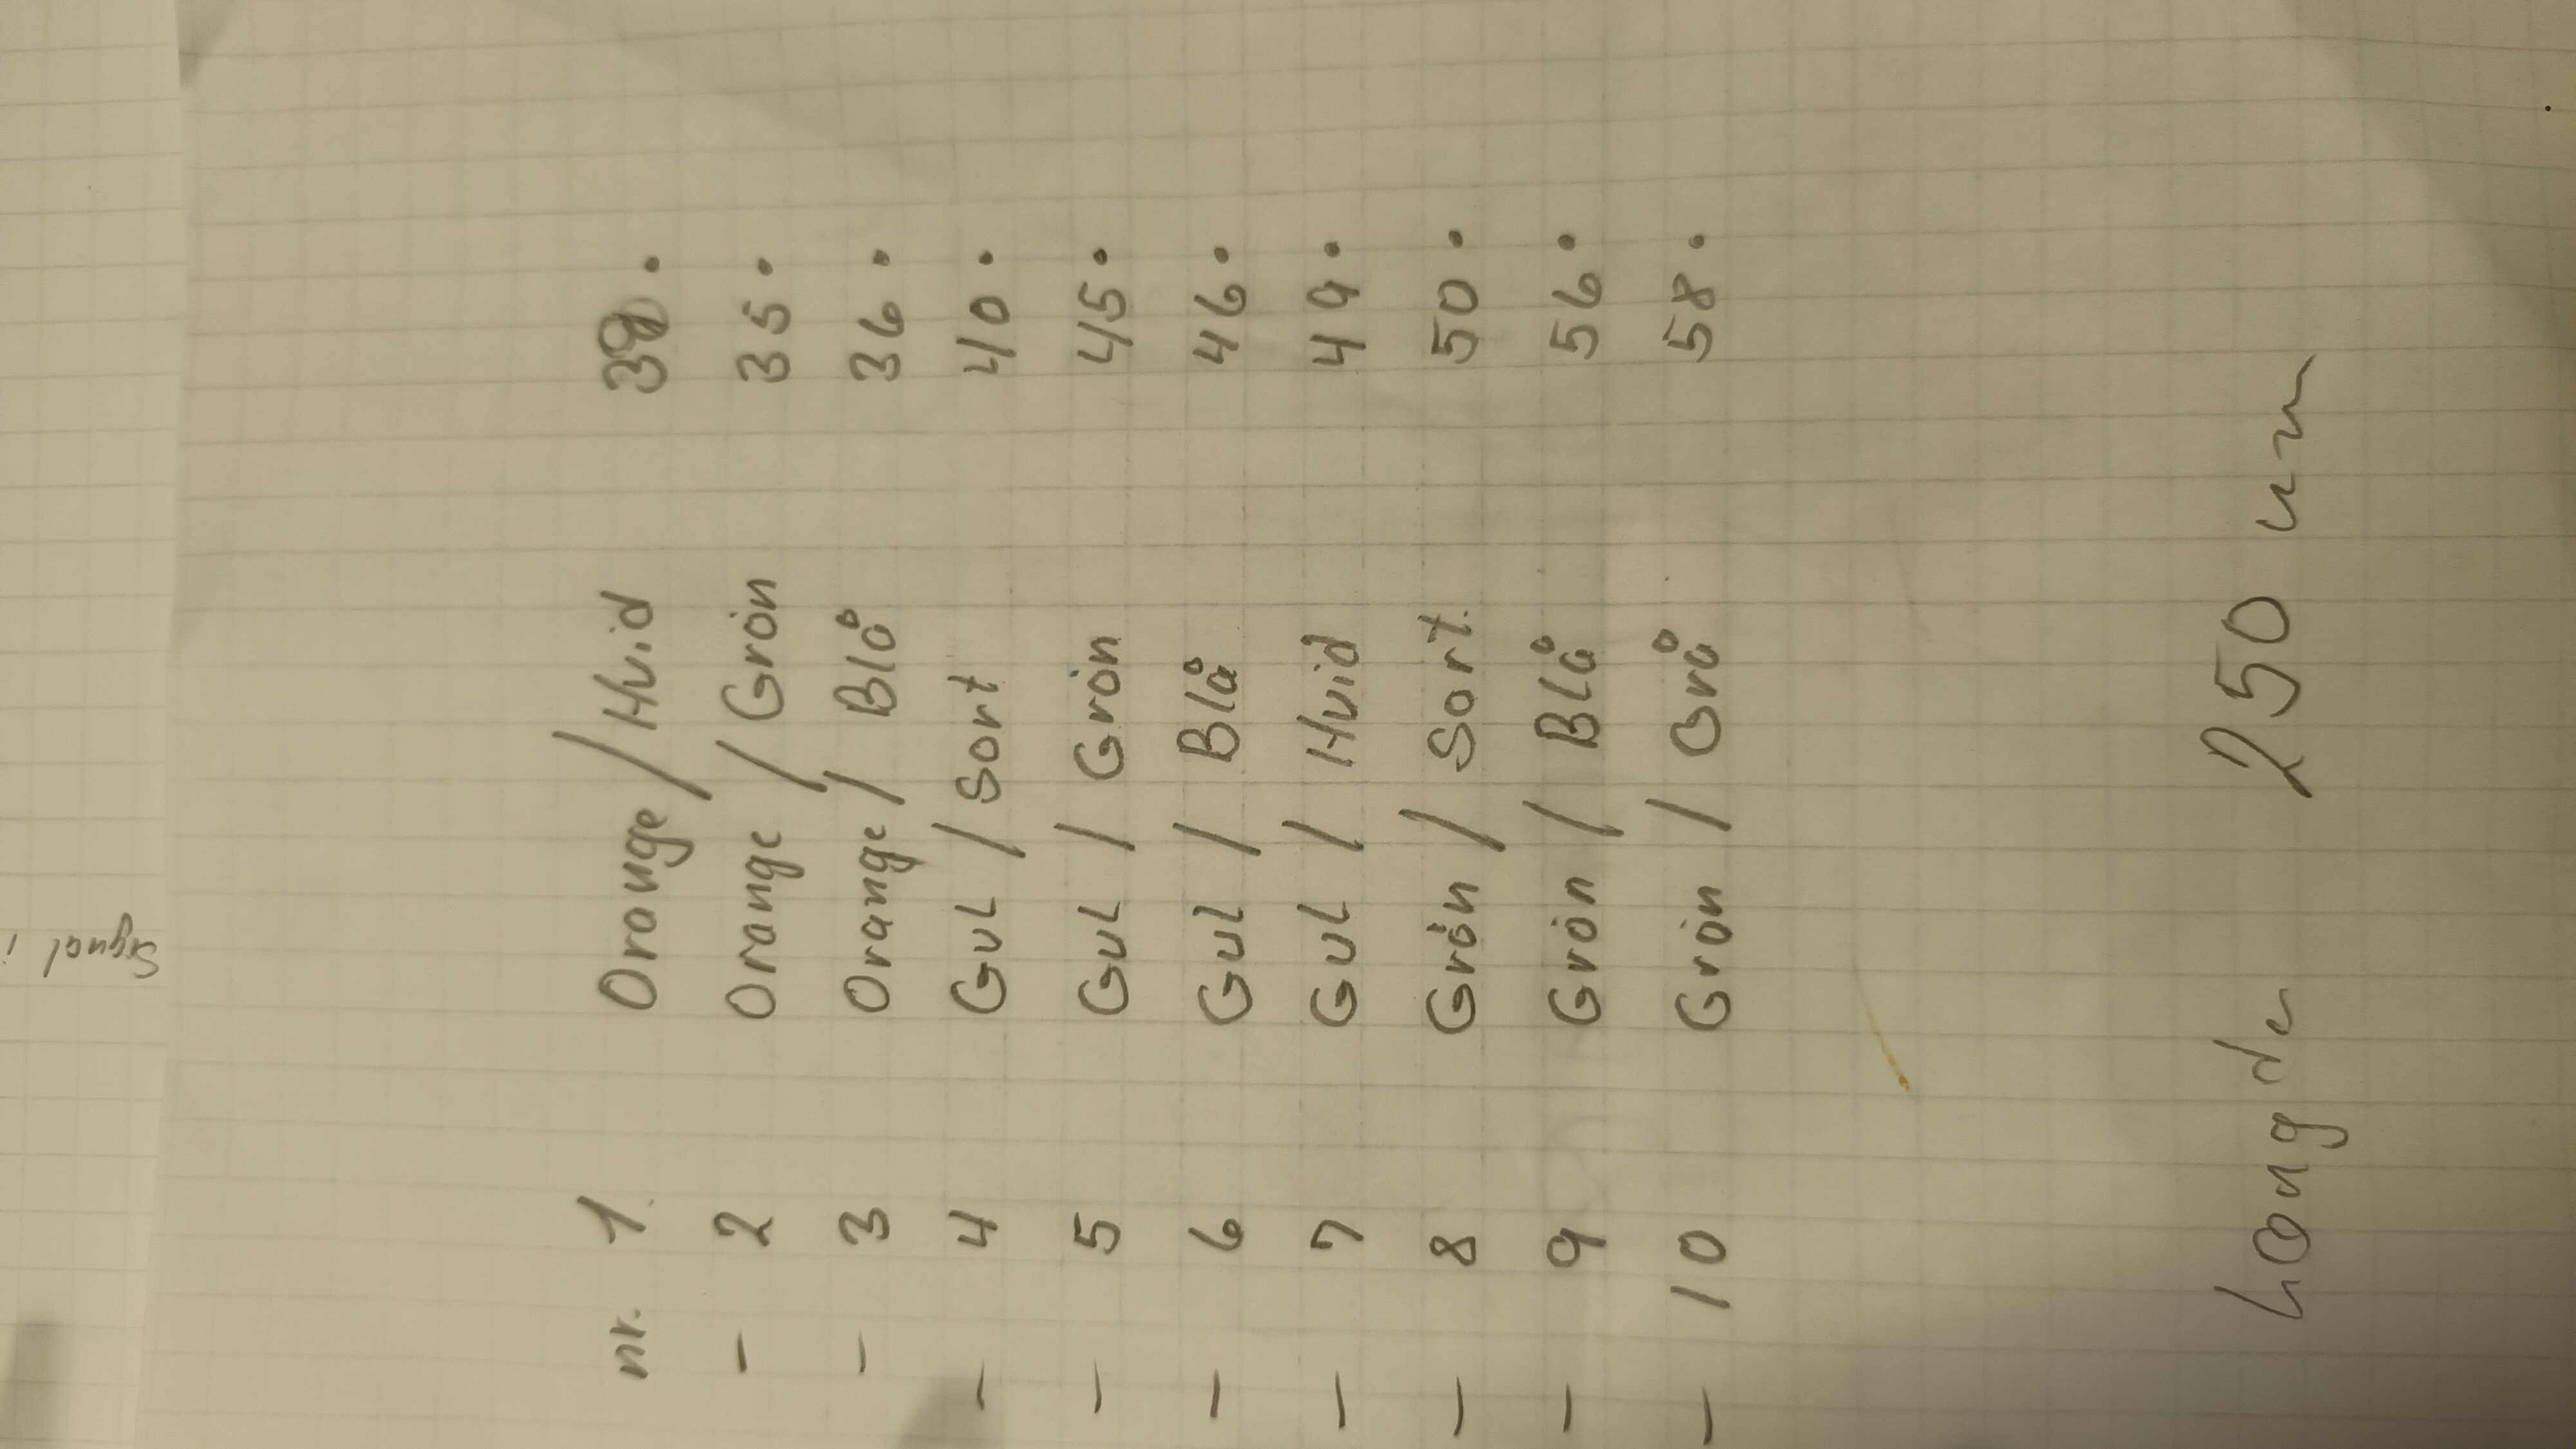 Signal i
nr. 1 Orange / Hvid 39.
- 2 Orange / Grön 35.
- 3 Orange / Blå 36.
- 4 Gul / Sort 40.
- 5 Gul / Grön 45.
- 6 Gul / Blå 46.
- 7 Gul / Hvid 49.
- 8 Grön / Sort. 50.
- 9 Grön / Blå 56.
- 10 Grön / Grå 58.
250 mm